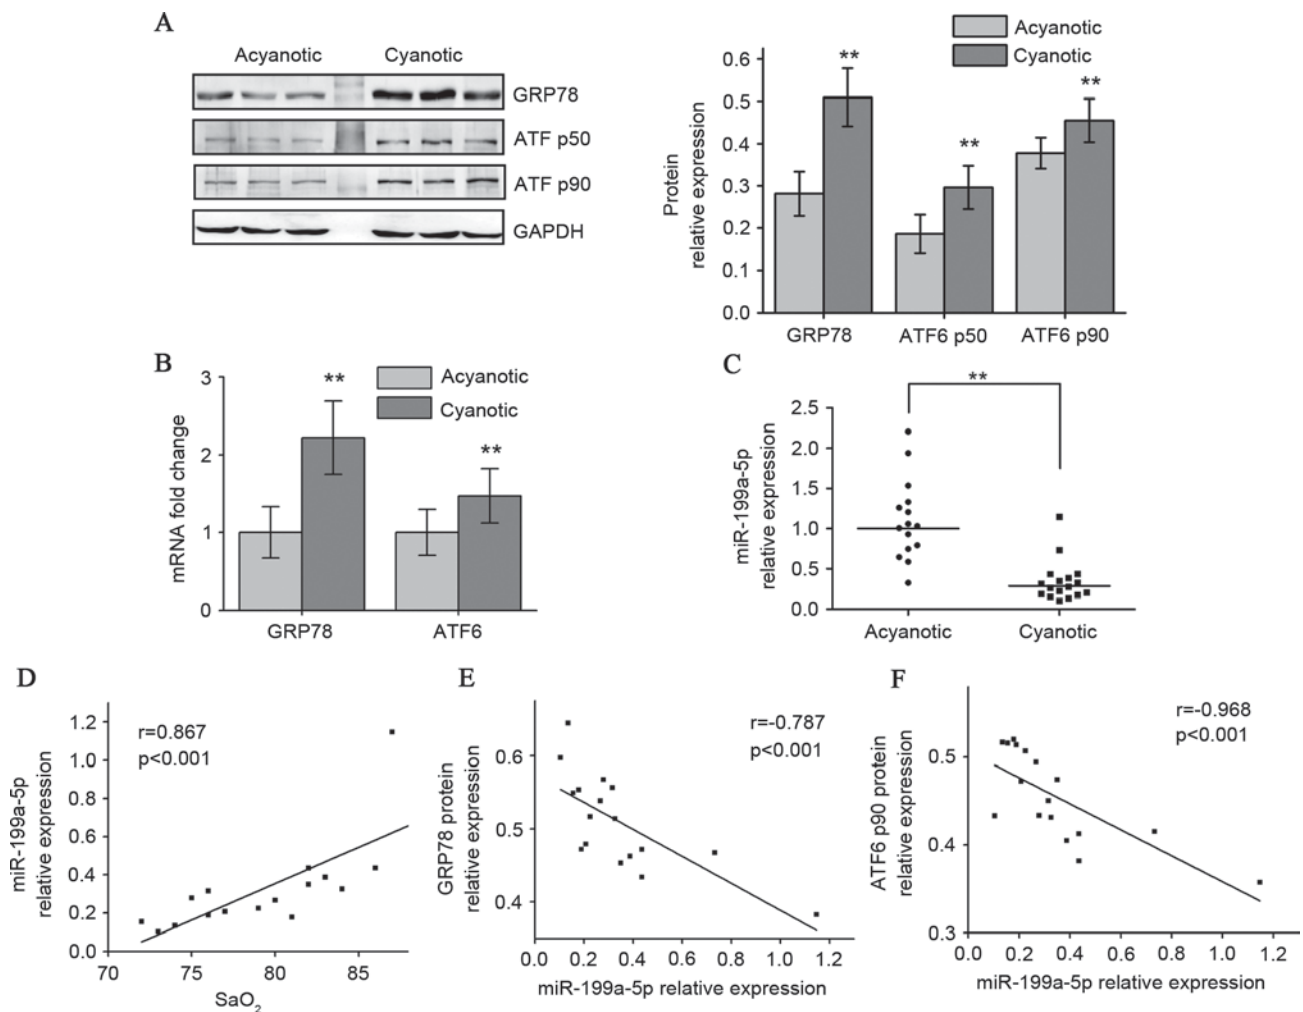 A
Acyanotic
Cyanotic
GRP78
ATF p50
ATF p90
GAPDH
Acyanotic
Cyanotic
Protein
relative expression
0.6
0.5
0.4
0.3
0.2
0.1
0.0
**
**
**
GRP78
ATF6 p50
ATF6 p90
B
Acyanotic
Cyanotic
mRNA fold change
3
2
1
0
**
**
GRP78
ATF6
C
**
miR-199a-5p
relative expression
2.5
2.0
1.5
1.0
0.5
0.0
Acyanotic
Cyanotic
D
miR-199a-5p
relative expression
1.2
1.0
0.8
0.6
0.4
0.2
0.0
r=0.867
p<0.001
70
75
80
85
SaO2
E
GRP78 protein
relative expression
0.6
0.5
0.4
r=-0.787
p<0.001
0.0
0.2
0.4
0.6
0.8
1.0
1.2
miR-199a-5p relative expression
F
ATF6 p90 protein
relative expression
0.5
0.4
0.3
r=-0.968
p<0.001
0.0
0.2
0.4
0.6
0.8
1.0
1.2
miR-199a-5p relative expression